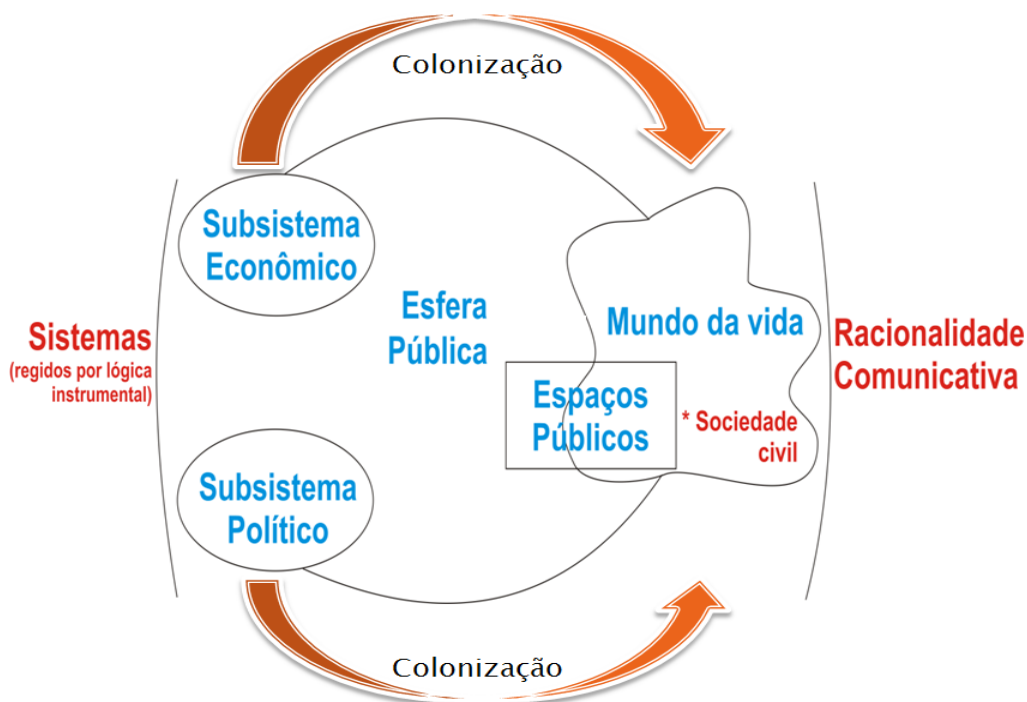 Colonização
Subsistema
Econômico
Esfera
Pública
Mundo da vida
Sistemas
(regidos por lógica
instrumental)
Racionalidade
Comunicativa
Espaços
Públicos
* Sociedade
civil
Subsistema
Político
Colonização